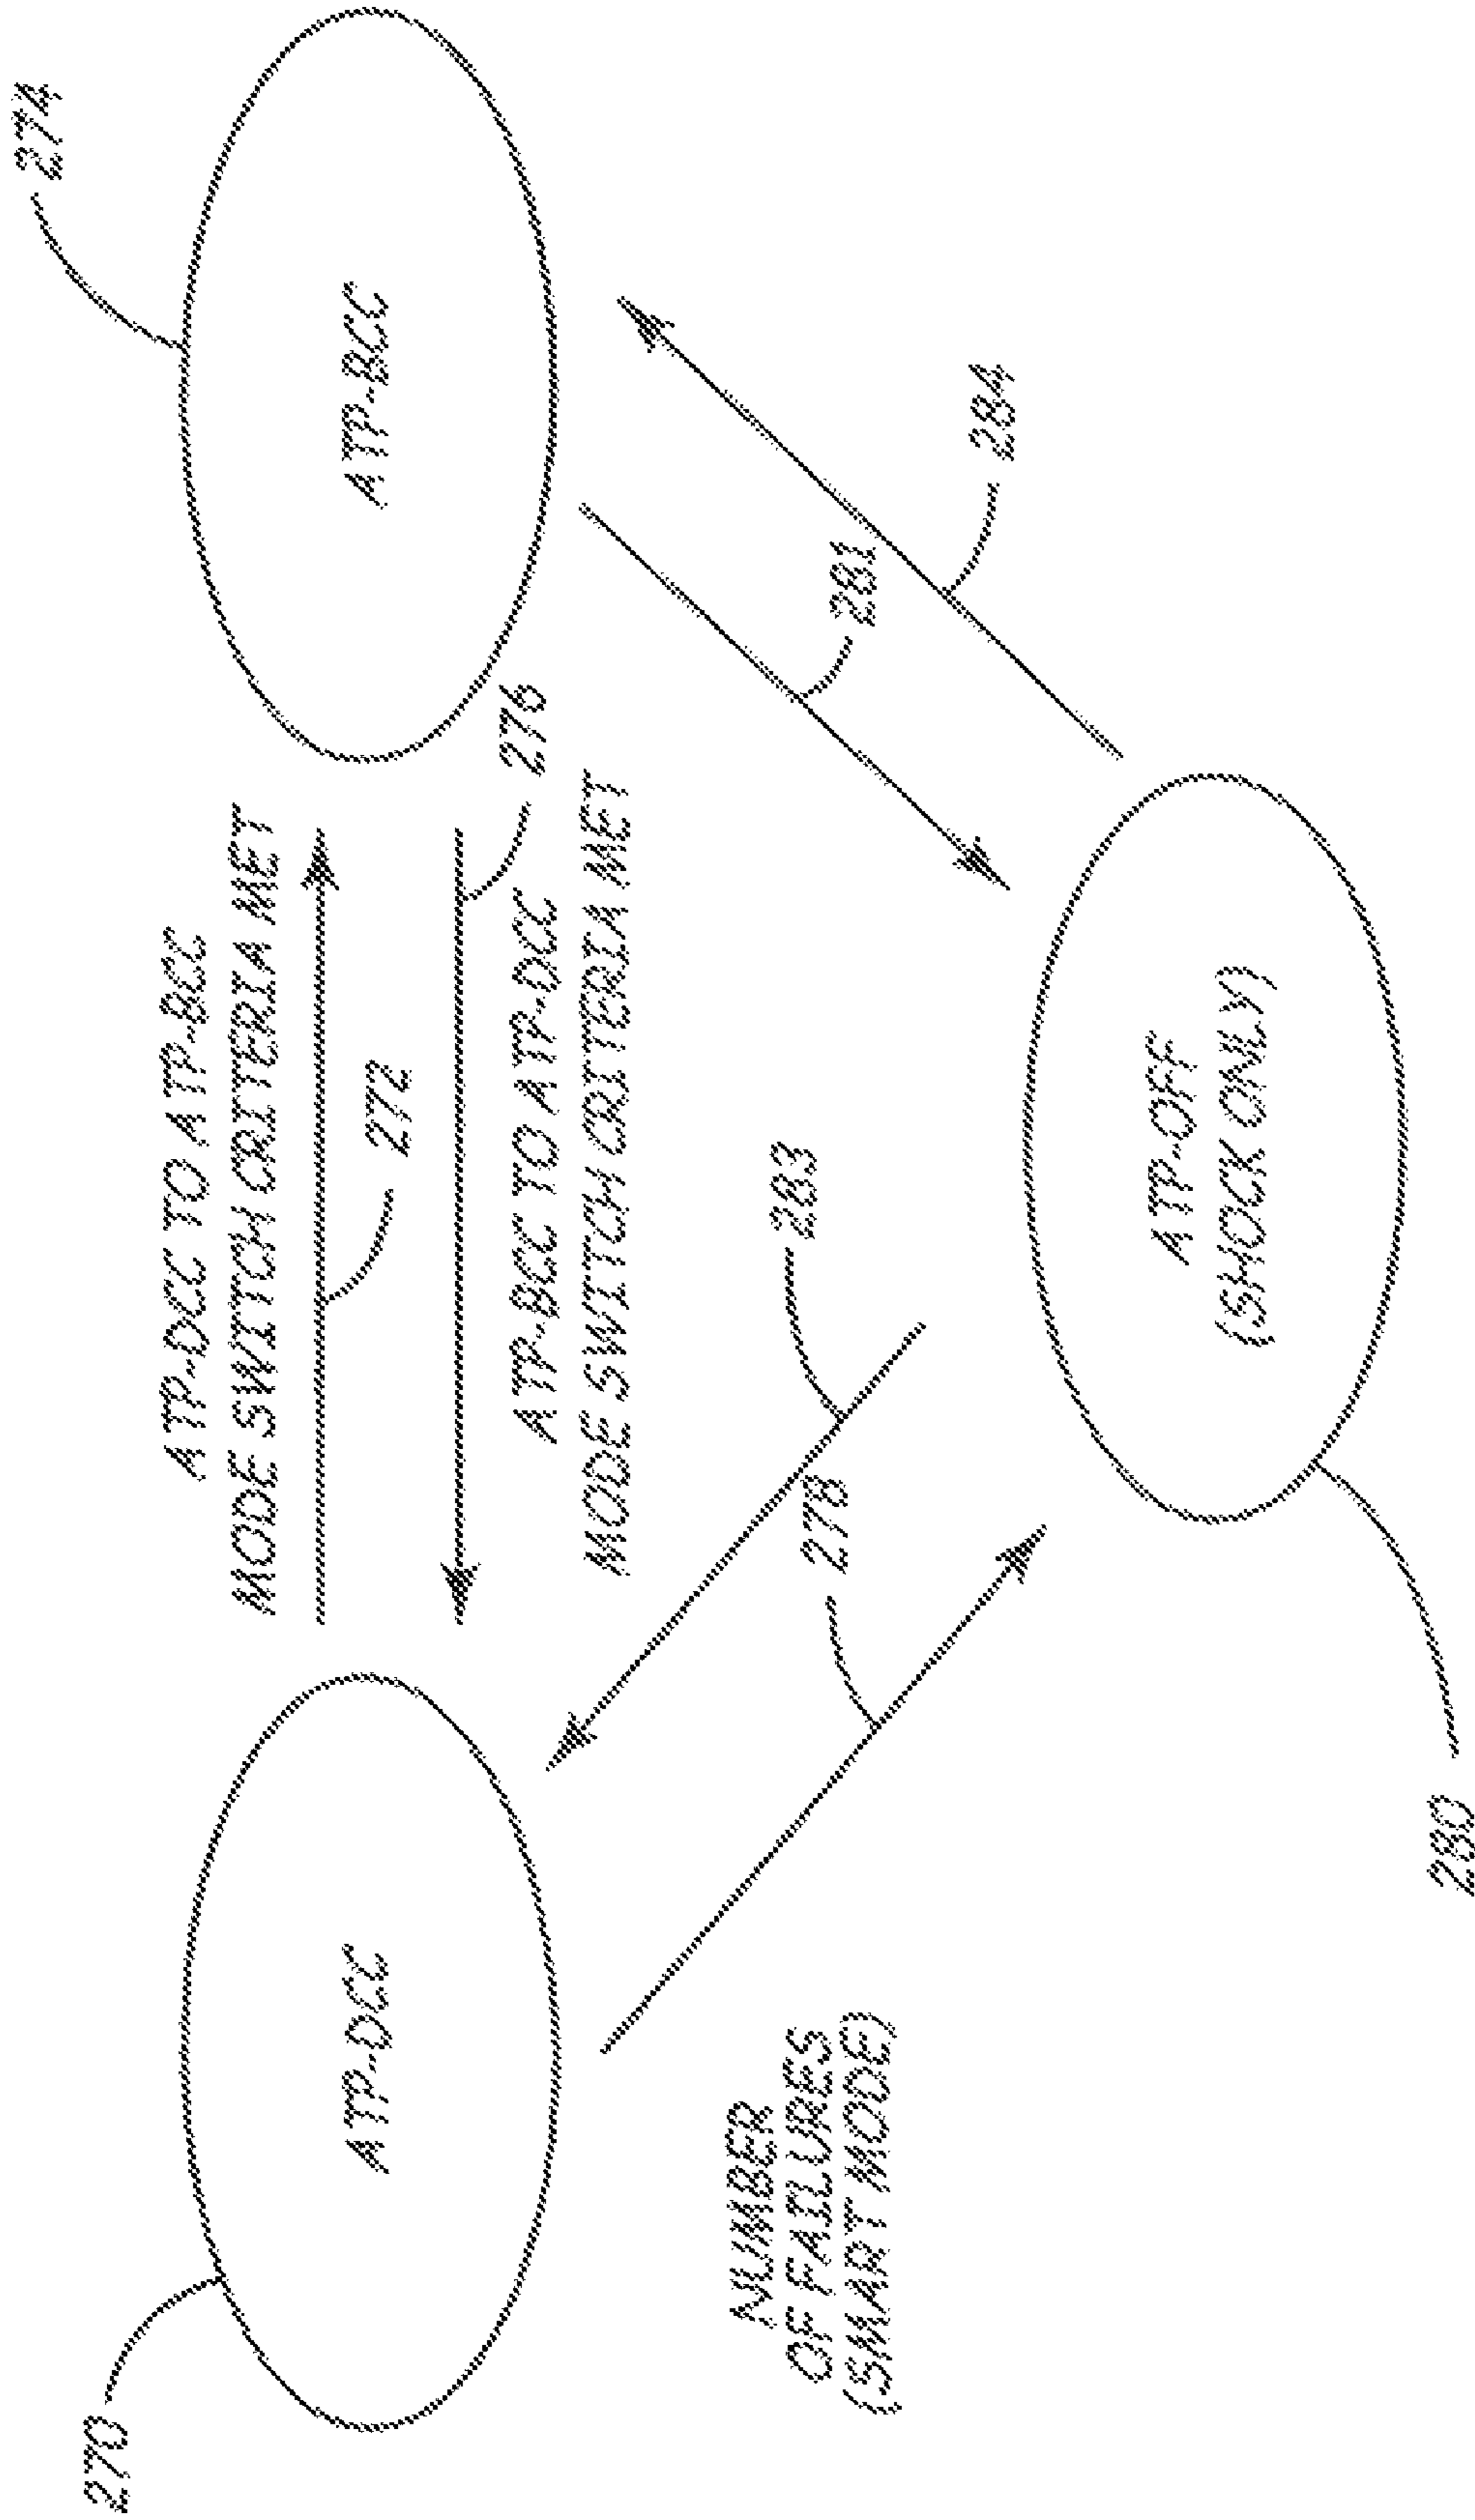 270
ATP-DCC
ATP-DCC TO ATP-BCC
MODE SWITCH CRITERIA MET
272
274
ATP-BCC
276
ATP-BCC TO ATP-DCC
MODE SWITCH CRITERIA MET
NUMBER
OF FAILURES
(SMART MODE)
278
283
281
284
ATP-OFF
(SHOCK ONLY)
280